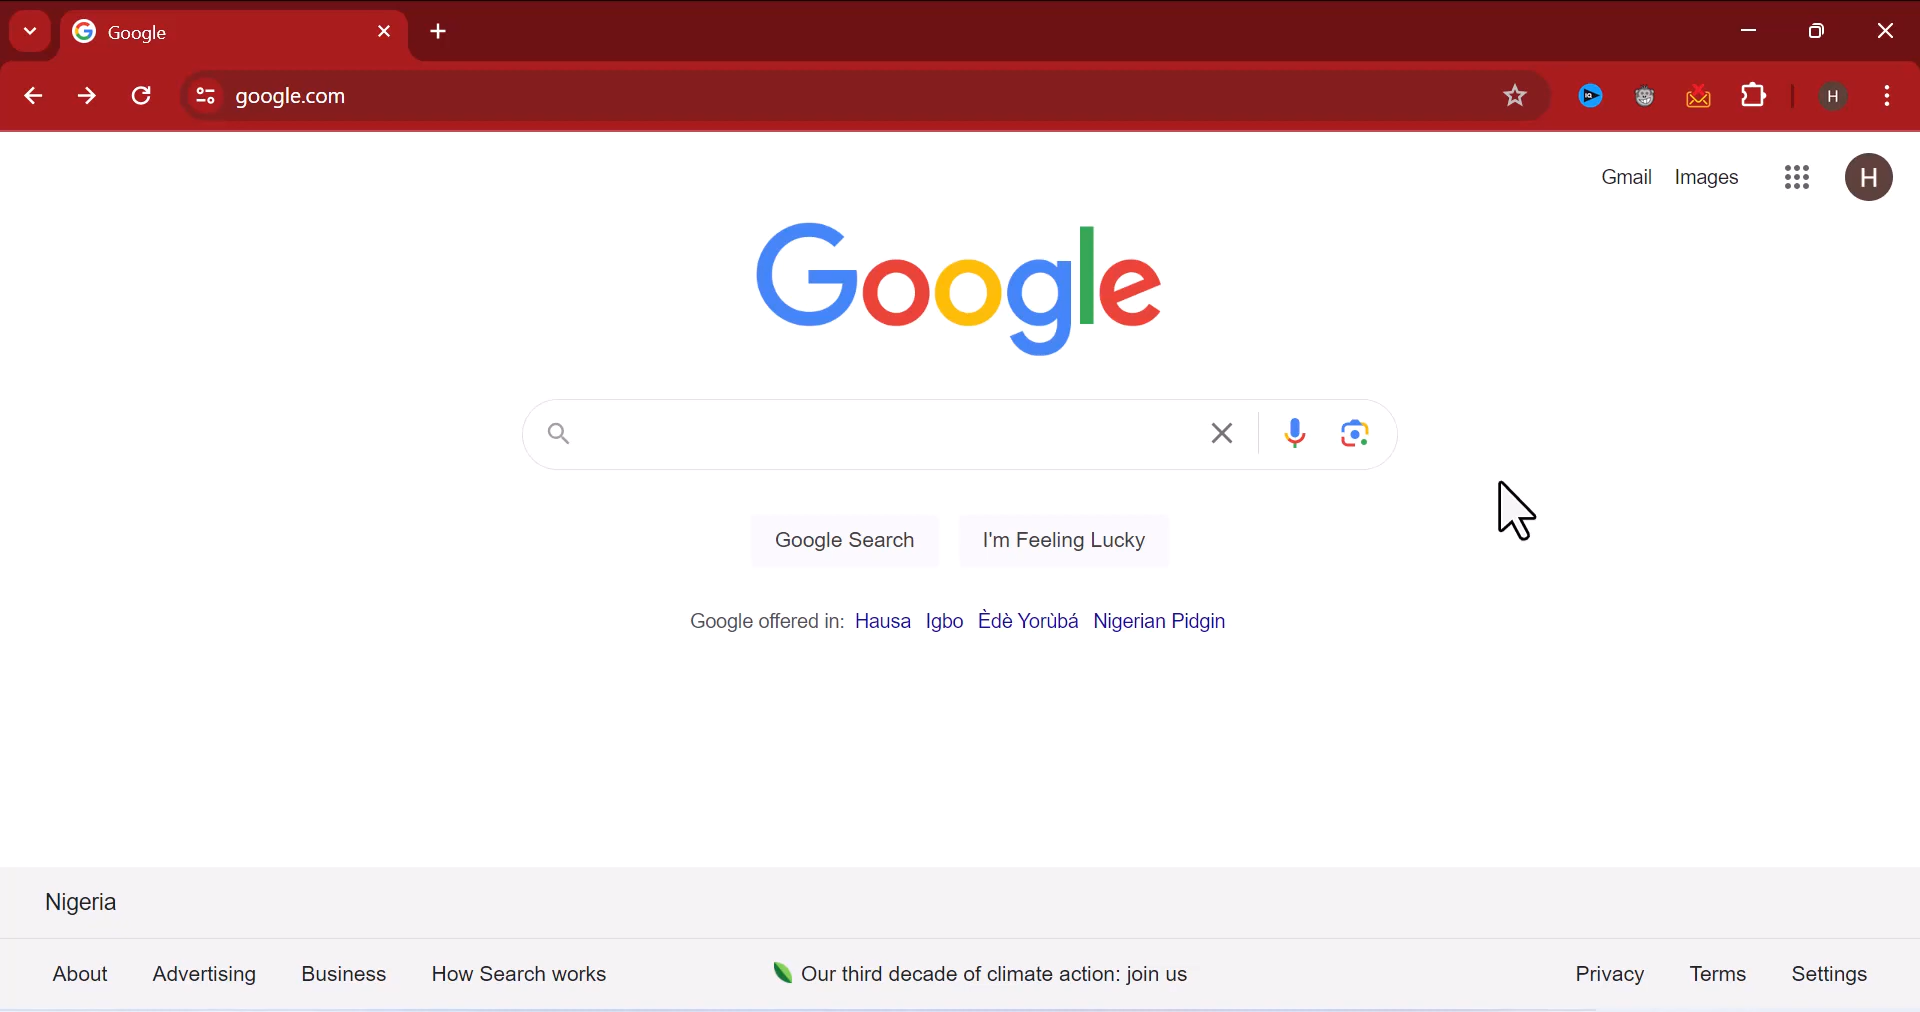 Google
google.com
H
Gmail Images H
Google
Google Search I'm Feeling Lucky
Google offered in: Hausa Igbo Èdè Yorùbá Nigerian Pidgin
Nigeria
About Advertising Business How Search works Our third decade of climate action: join us Privacy Terms Settings